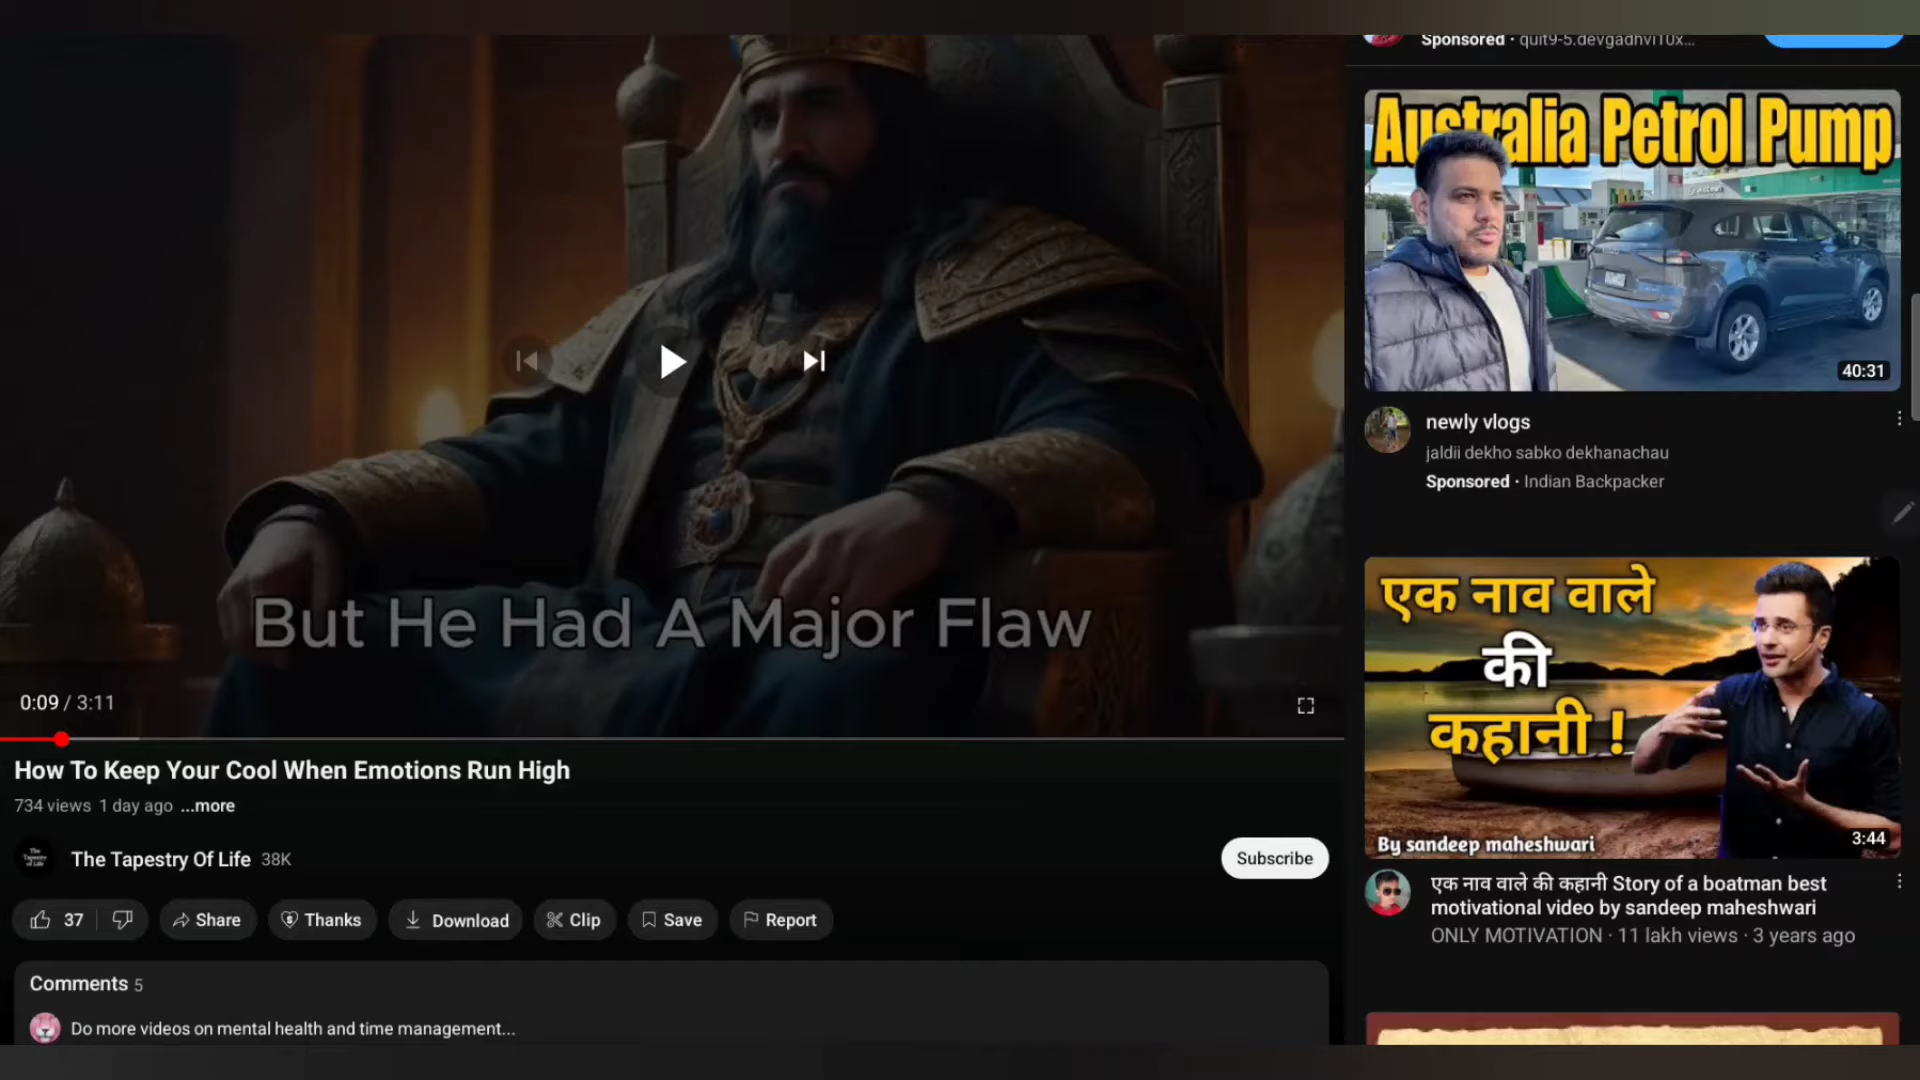 Sponsored · quit9-5.devgadhvi10x...
Australia Petrol Pump
40:31
newly vlogs
jaldii dekho sabko dekhanachau
Sponsored · Indian Backpacker
But He Had A Major Flaw
0:09 / 3:11
How To Keep Your Cool When Emotions Run High
734 views 1 day ago ...more
The Tapestry Of Life 38K
Subscribe
37
Share
Thanks
Download
Clip
Save
Report
Comments 5
Do more videos on mental health and time management...
एक नाव वाले
की
कहानी !
By sandeep maheshwari
3:44
एक नाव वाले की कहानी Story of a boatman best
motivational video by sandeep maheshwari
ONLY MOTIVATION · 11 lakh views · 3 years ago